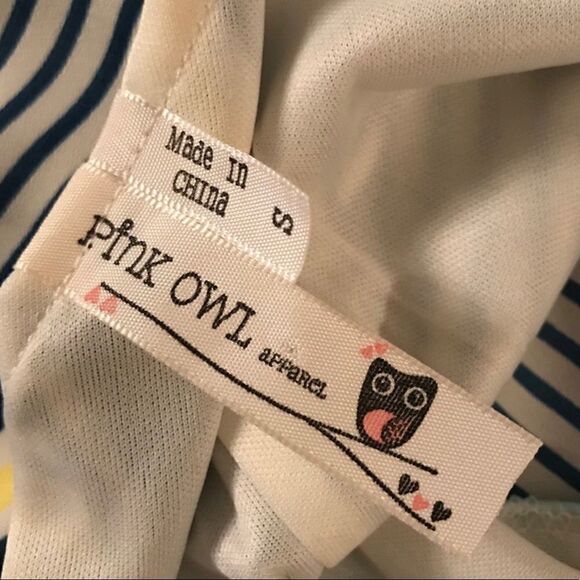 Made In
CHINA
S
PINK OWL
APPAREL